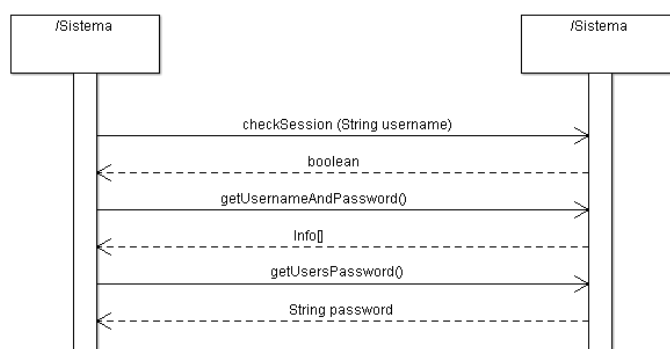 /Sistema
/Sistema
checkSession (String username)
boolean
getUsernameAndPassword()
Info[]
getUsersPassword()
String password